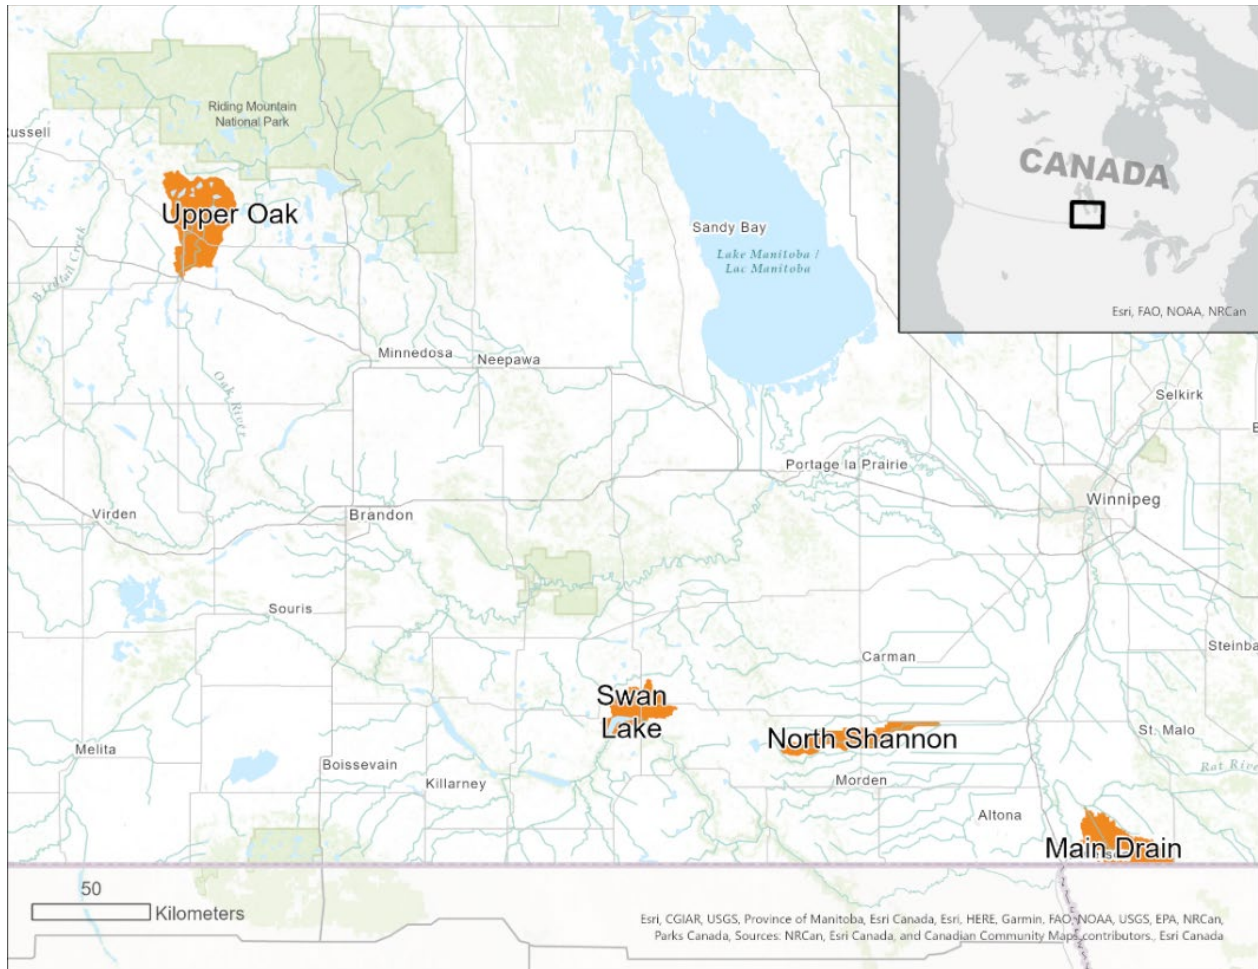 Riding Mountain
National Park
Russell
Upper Oak
Birdtail Creek
Oak River
Sandy Bay
Lake Manitoba /
Lac Manitoba
CANADA
Esri, FAO, NOAA, NRCan
Minnedosa
Neepawa
Selkirk
Portage la Prairie
Winnipeg
Virden
Brandon
Souris
Carman
Steinba
Swan
Lake
North Shannon
St. Malo
Melita
Boissevain
Killarney
Morden
Rat River
Altona
Main Drain
50
Kilometers
Esri, CGIAR, USGS, Province of Manitoba, Esri Canada, Esri, HERE, Garmin, FAO, NOAA, USGS, EPA, NRCan,
Parks Canada, Sources: NRCan, Esri Canada, and Canadian Community Maps contributors., Esri Canada